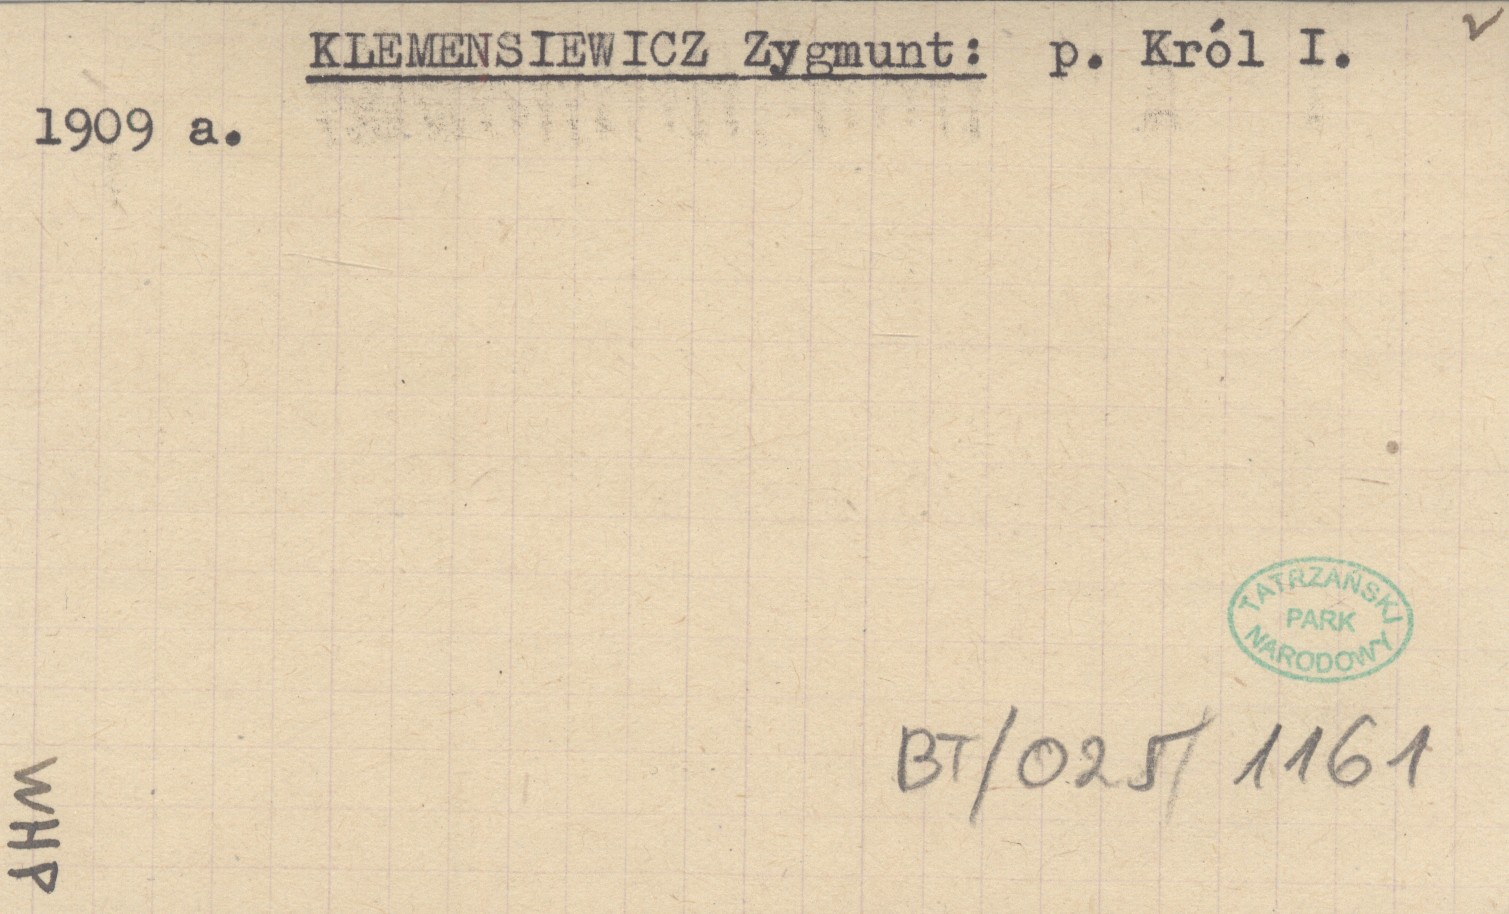 KLEMENSIEWICZ Zygmunt: p. Król I.
1909 a.
TATRZAŃSKI
PARK
NARODOWY
BT/025/1161
WHP